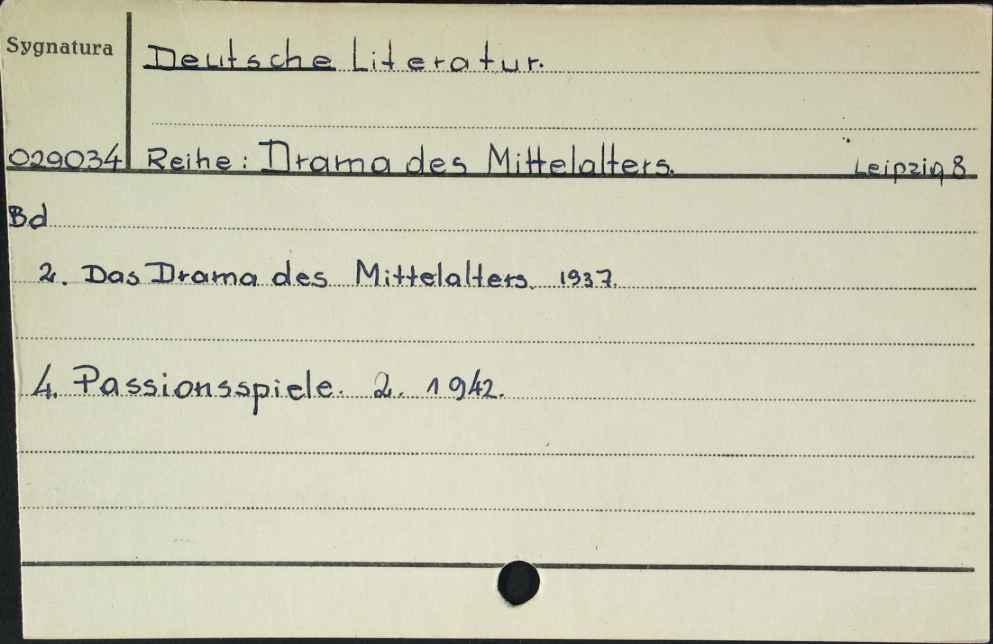 Sygnatura
Deutsche Literatur.
029034 Reihe: Drama des Mittelalters. Leipzig 8
Bd
2. Das Drama des Mittelalters. 1937.
4. Passionsspiele. 2. 1942.